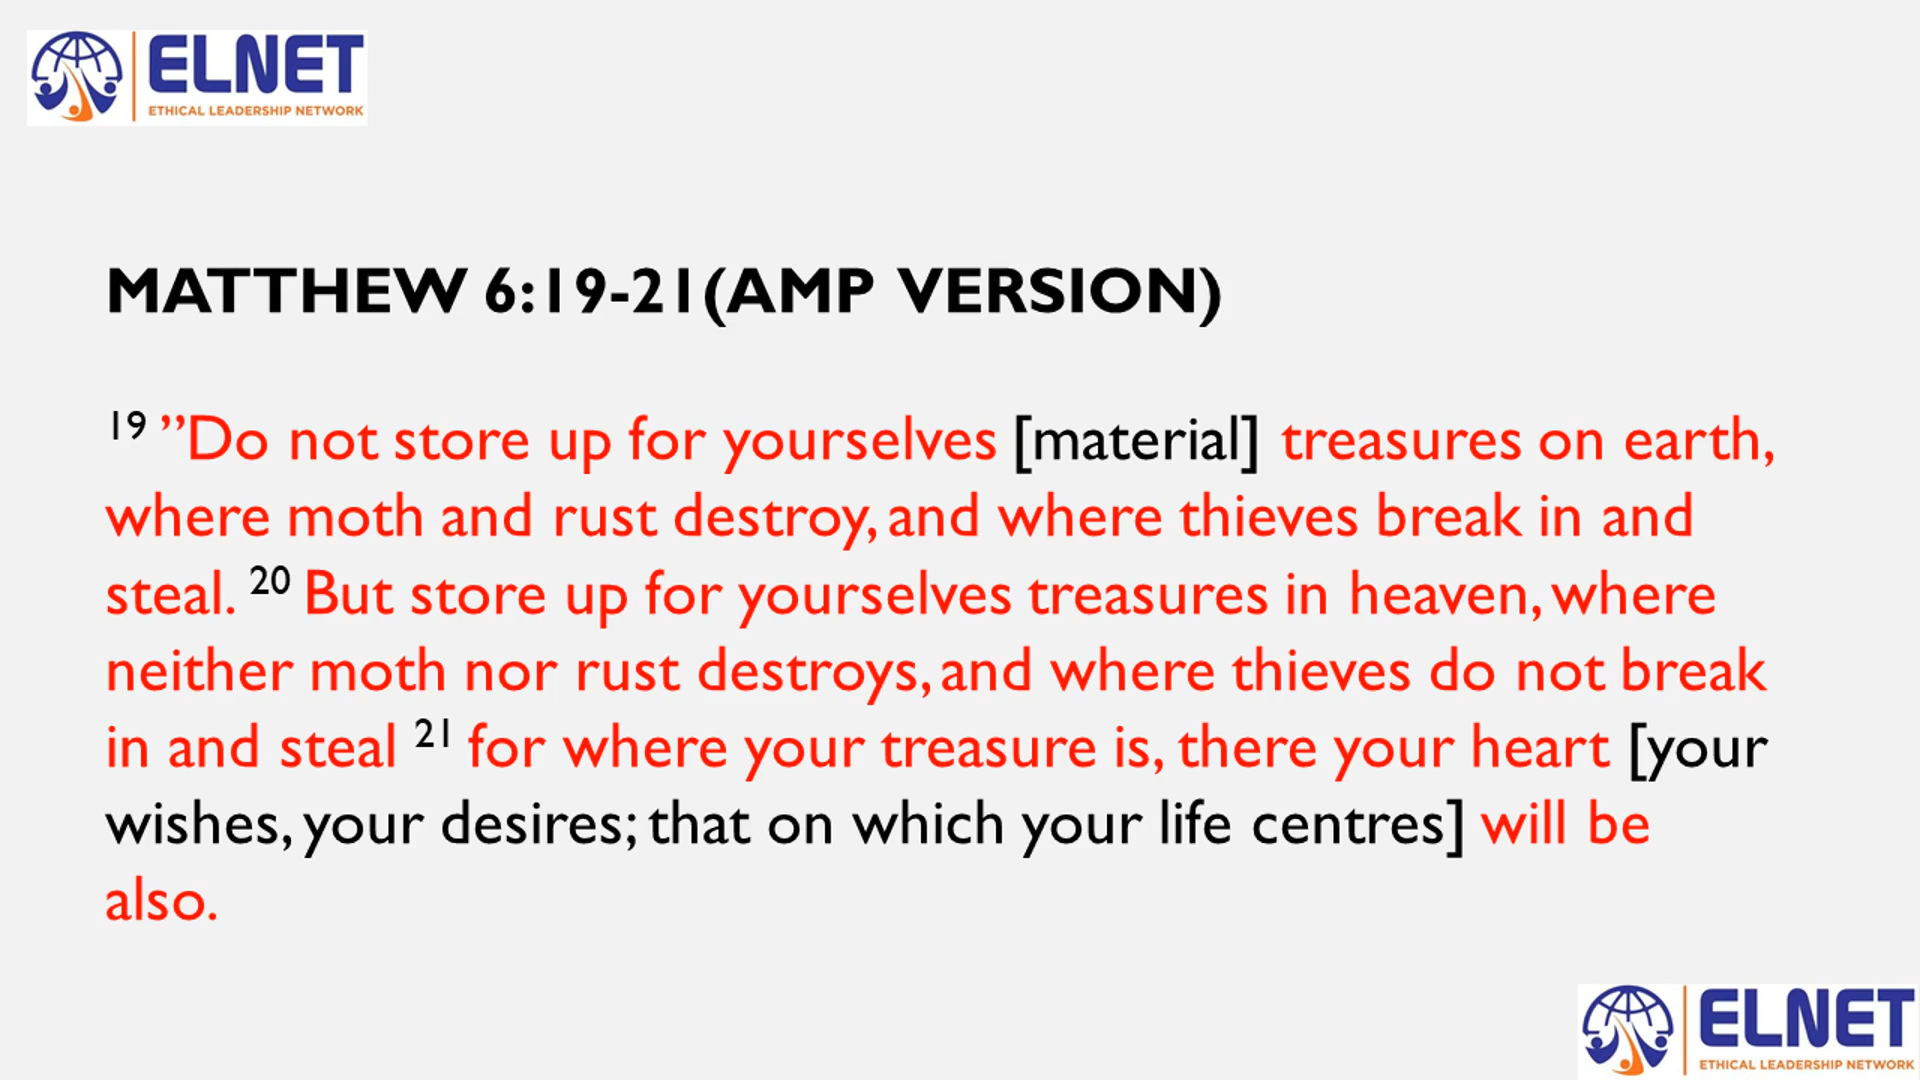 ELNET
ETHICAL LEADERSHIP NETWORK
MATTHEW 6:19-21(AMP VERSION)
19 ”Do not store up for yourselves [material] treasures on earth,
where moth and rust destroy, and where thieves break in and
steal. 20 But store up for yourselves treasures in heaven, where
neither moth nor rust destroys, and where thieves do not break
in and steal 21 for where your treasure is, there your heart [your
wishes, your desires; that on which your life centres] will be
also.
ELNET
ETHICAL LEADERSHIP NETWORK